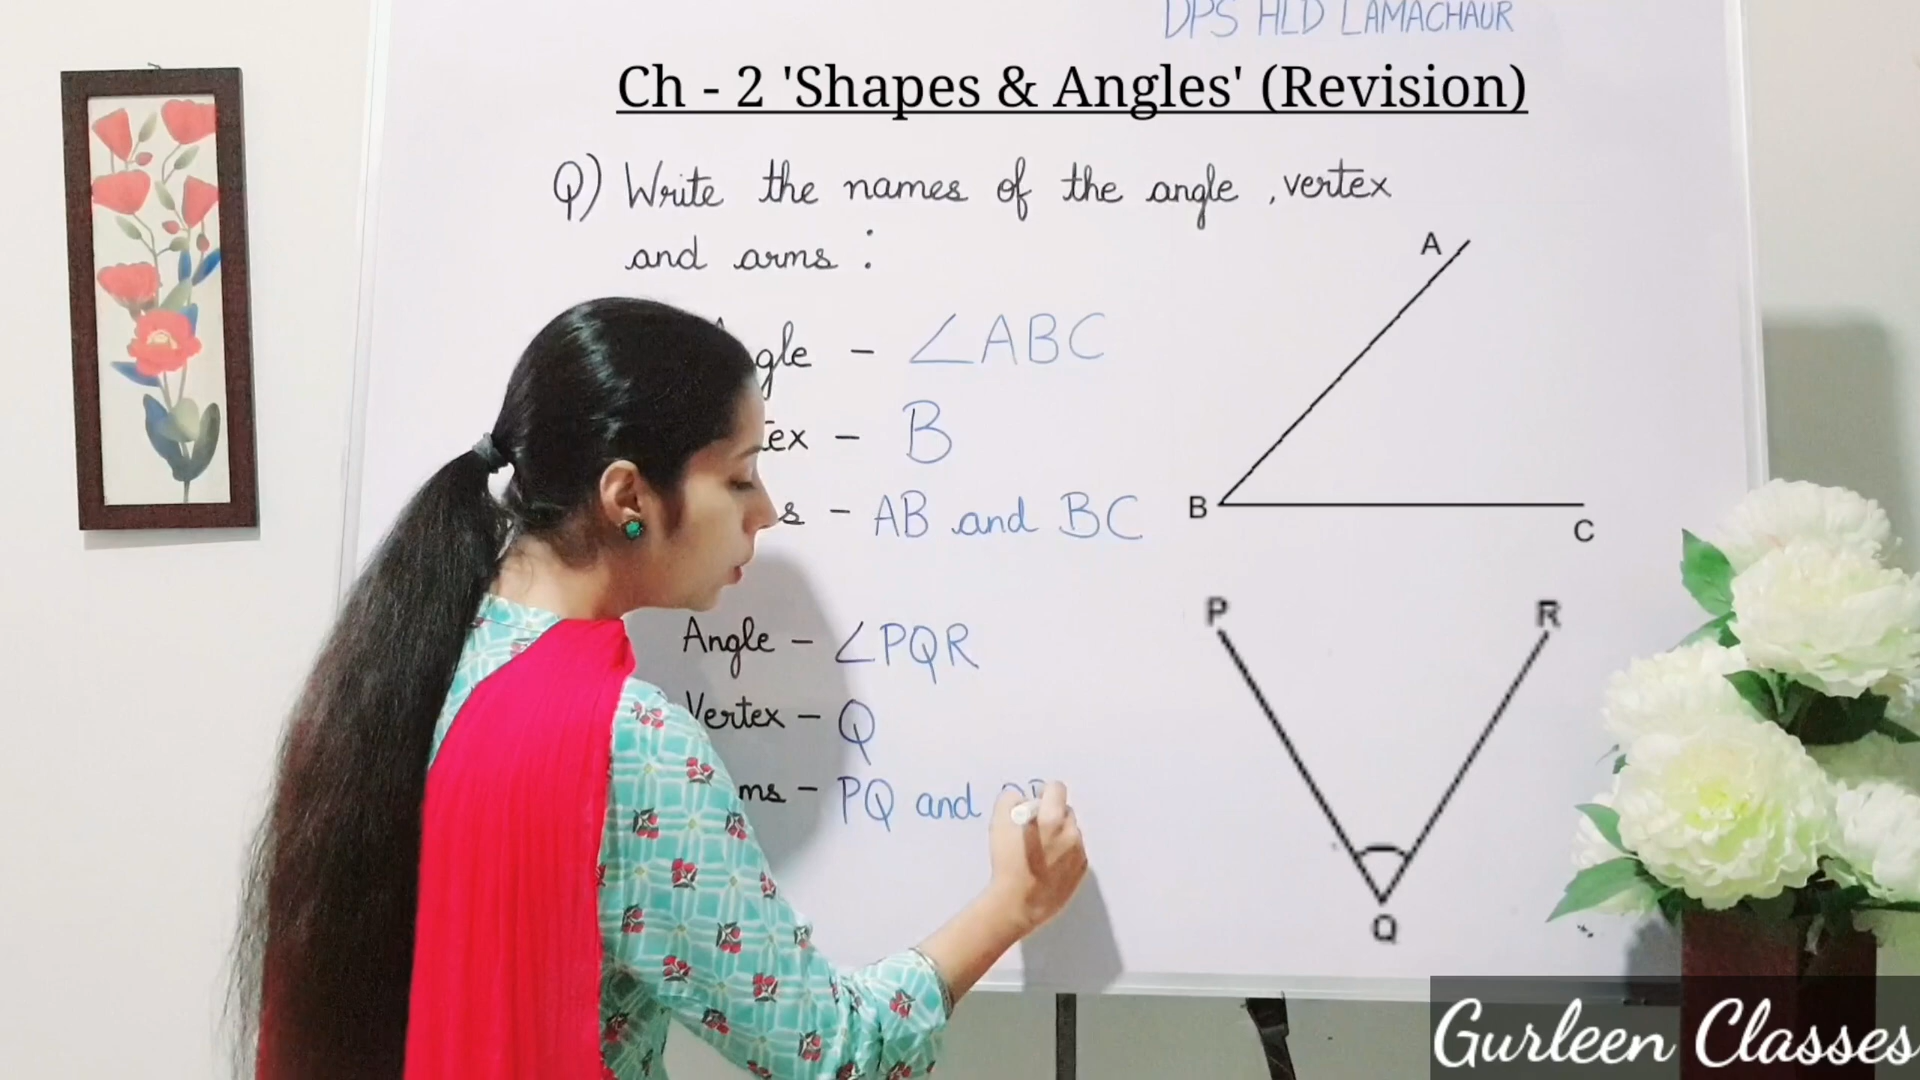 DPS HLD LAMACHAUR
Ch - 2 'Shapes & Angles' (Revision)
Q) Write the names of the angle, vertex
and arms :
A
gle - ∠ABC
tex - B
s - AB and BC
B
C
P
R
Angle - ∠PQR
Vertex - Q
ms - PQ and
Q
Gurleen Classes